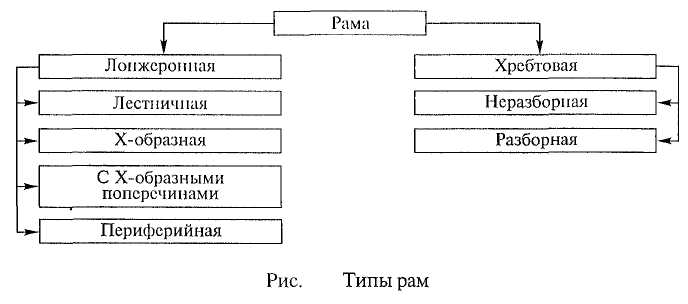 Рама
Лонжеронная
Лестничная
Х-образная
С Х-образными
поперечинами
Периферийная
Хребтовая
Неразборная
Разборная
Рис. Типы рам